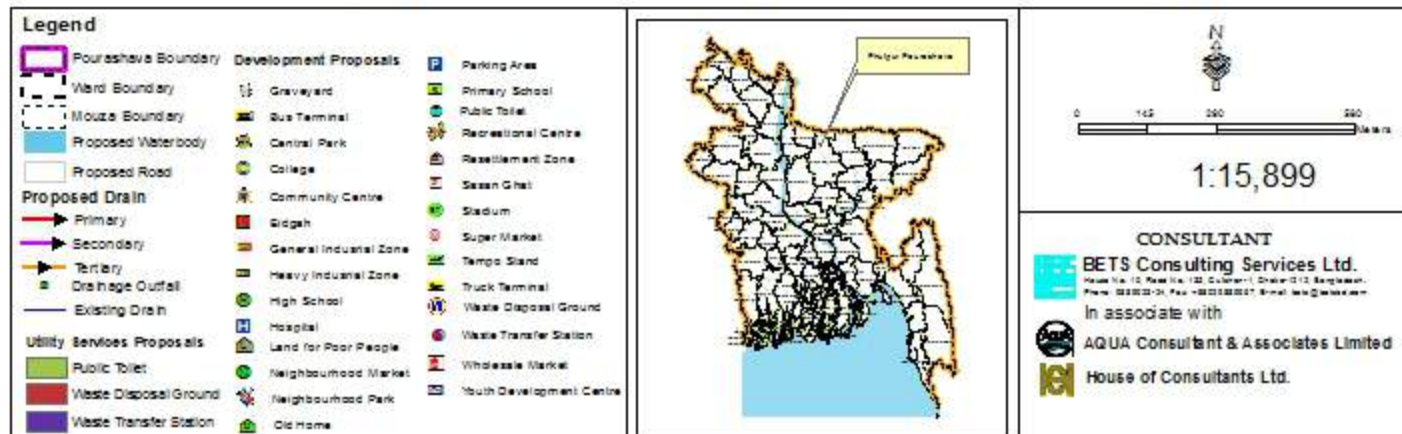 Legend
Pourashava Boundary
Ward Boundary
Mouza Boundary
Proposed Waterbody
Proposed Road
Proposed Drain
Primary
Secondary
Tertiary
Drainage Outfall
Existing Drain
Utility Services Proposals
Public Toilet
Waste Disposal Ground
Waste Transfer Station
Development Proposals
Graveyard
Bus Terminal
Central Park
College
Community Centre
Eidgah
General Industrial Zone
Heavy Industrial Zone
High School
Hospital
Land for Poor People
Neighbourhood Market
Neighbourhood Park
Old Home
Parking Area
Primary School
Public Toilet
Recreational Centre
Resettlement Zone
Sasan Ghat
Stadium
Super Market
Tempo Stand
Truck Terminal
Waste Disposal Ground
Waste Transfer Station
Wholesale Market
Youth Development Centre
Pourashava
N
0 145 290 580
Meters
1:15,899
CONSULTANT
BETS Consulting Services Ltd.
In associate with
AQUA Consultant & Associates Limited
House of Consultants Ltd.